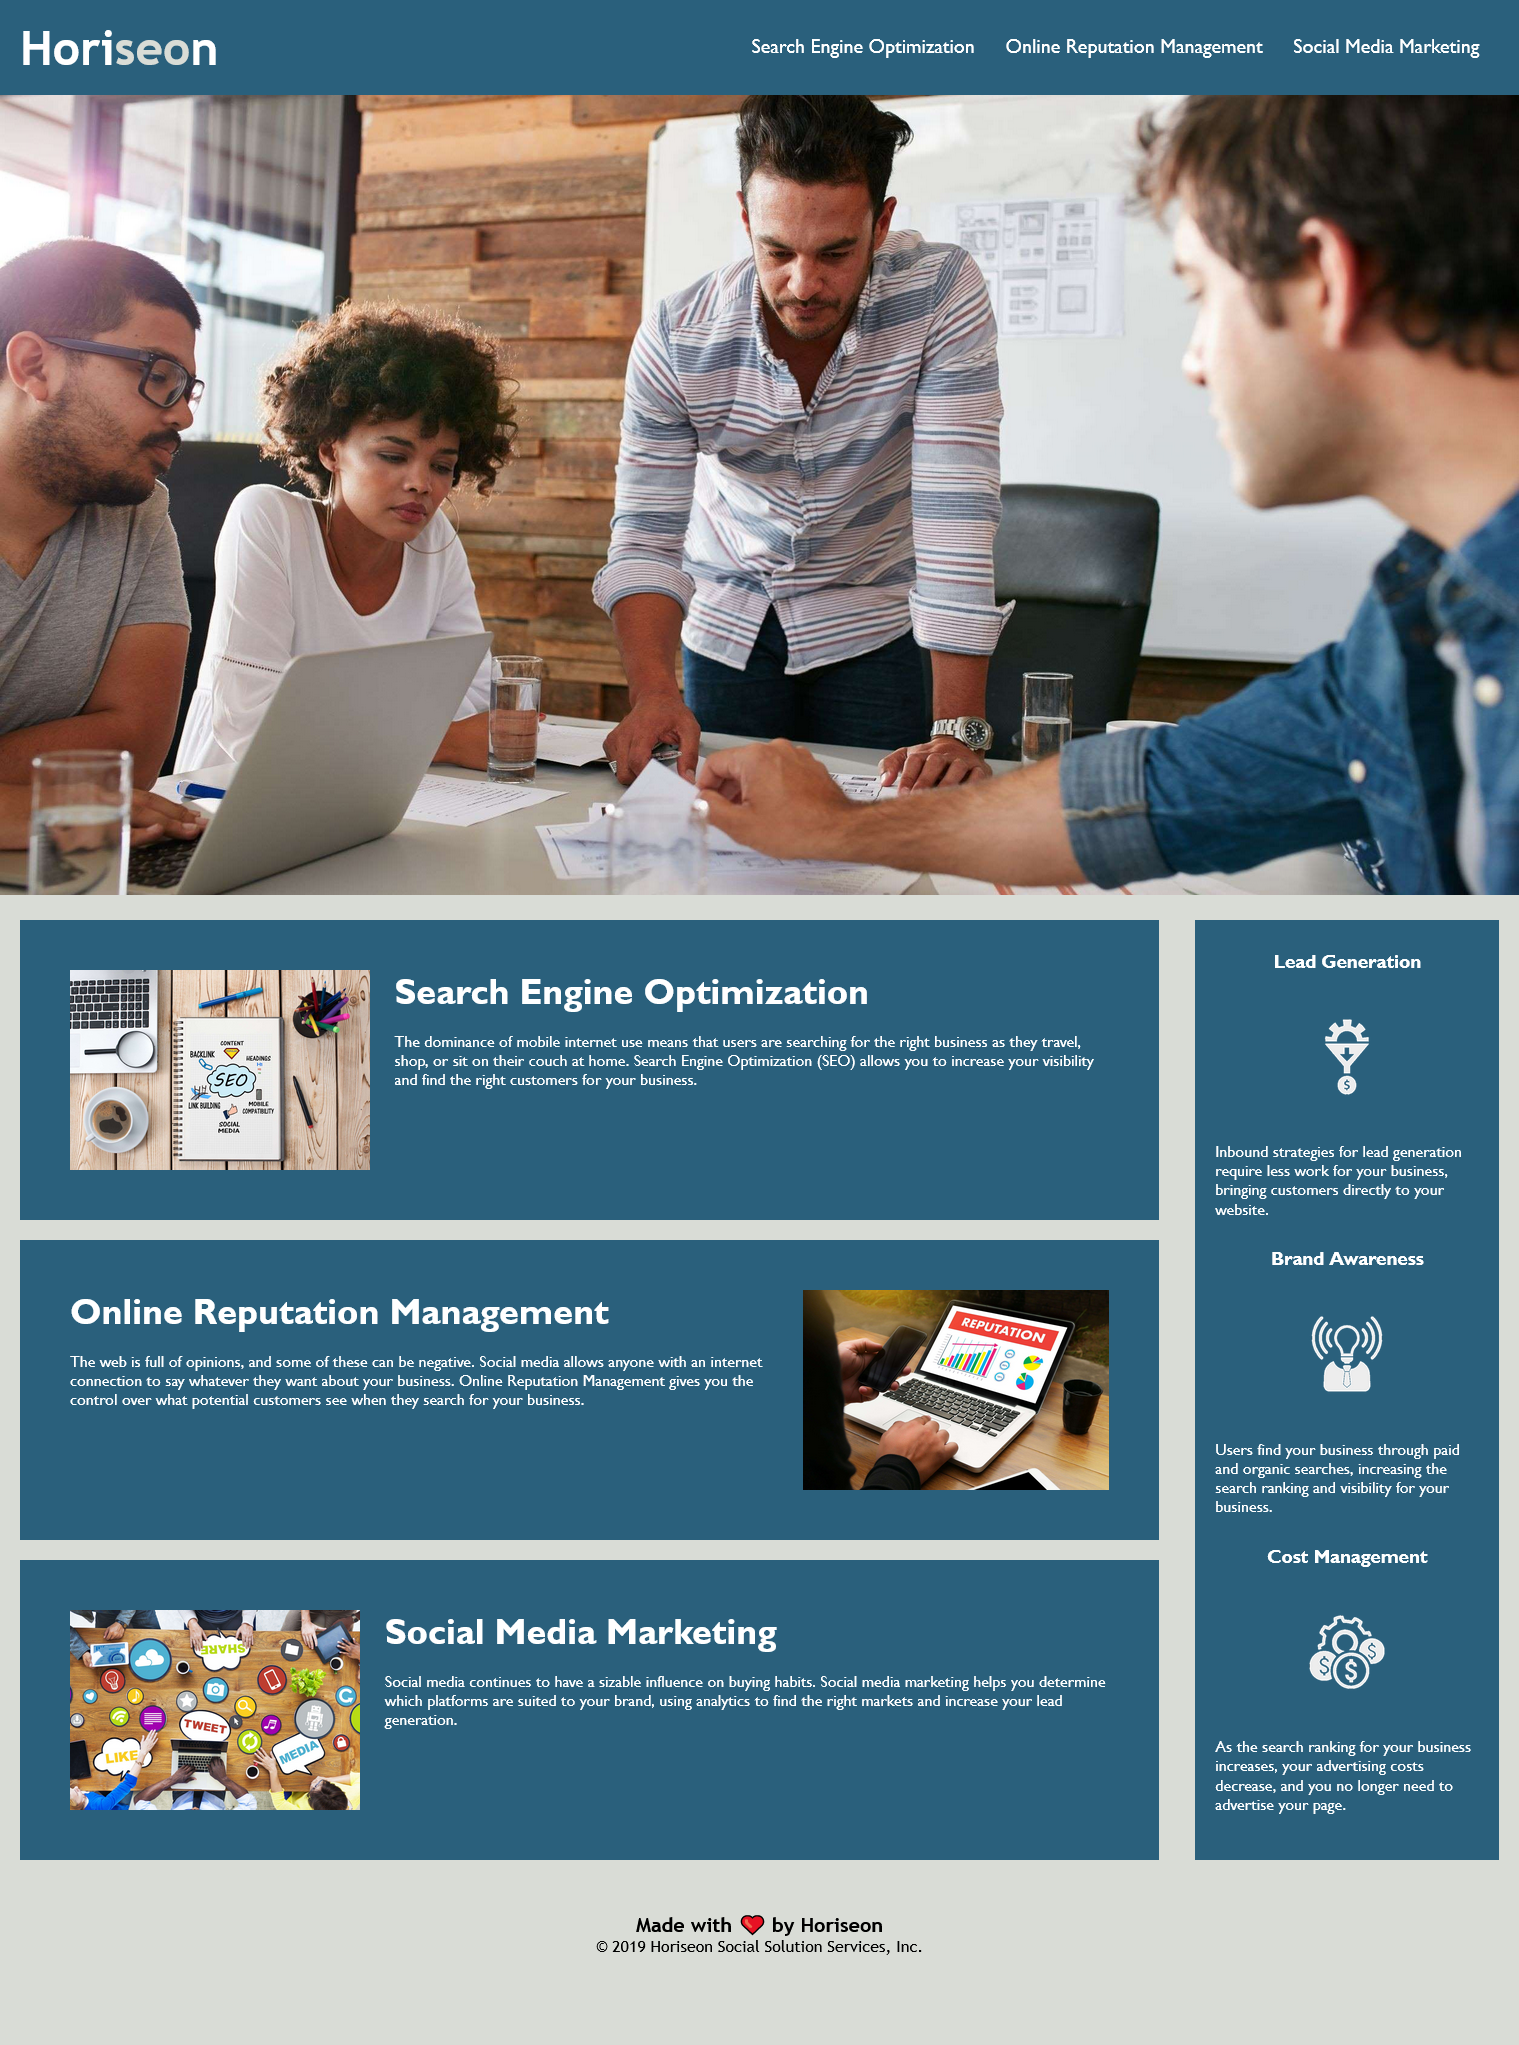 Horiseon
Search Engine Optimization
Online Reputation Management
Social Media Marketing
CONTENT
BACKLINK
HEADINGS
SEO
LINK BUILDING
MOBILE
COMPATIBILITY
SOCIAL
MEDIA
Search Engine Optimization
The dominance of mobile internet use means that users are searching for the right business as they travel,
shop, or sit on their couch at home. Search Engine Optimization (SEO) allows you to increase your visibility
and find the right customers for your business.
Online Reputation Management
The web is full of opinions, and some of these can be negative. Social media allows anyone with an internet
connection to say whatever they want about your business. Online Reputation Management gives you the
control over what potential customers see when they search for your business.
REPUTATION
SHARE
TWEET
LIKE
MEDIA
Social Media Marketing
Social media continues to have a sizable influence on buying habits. Social media marketing helps you determine
which platforms are suited to your brand, using analytics to find the right markets and increase your lead
generation.
Lead Generation
$
Inbound strategies for lead generation
require less work for your business,
bringing customers directly to your
website.
Brand Awareness
Users find your business through paid
and organic searches, increasing the
search ranking and visibility for your
business.
Cost Management
$ $ $
As the search ranking for your business
increases, your advertising costs
decrease, and you no longer need to
advertise your page.
Made with ❤️ by Horiseon
© 2019 Horiseon Social Solution Services, Inc.